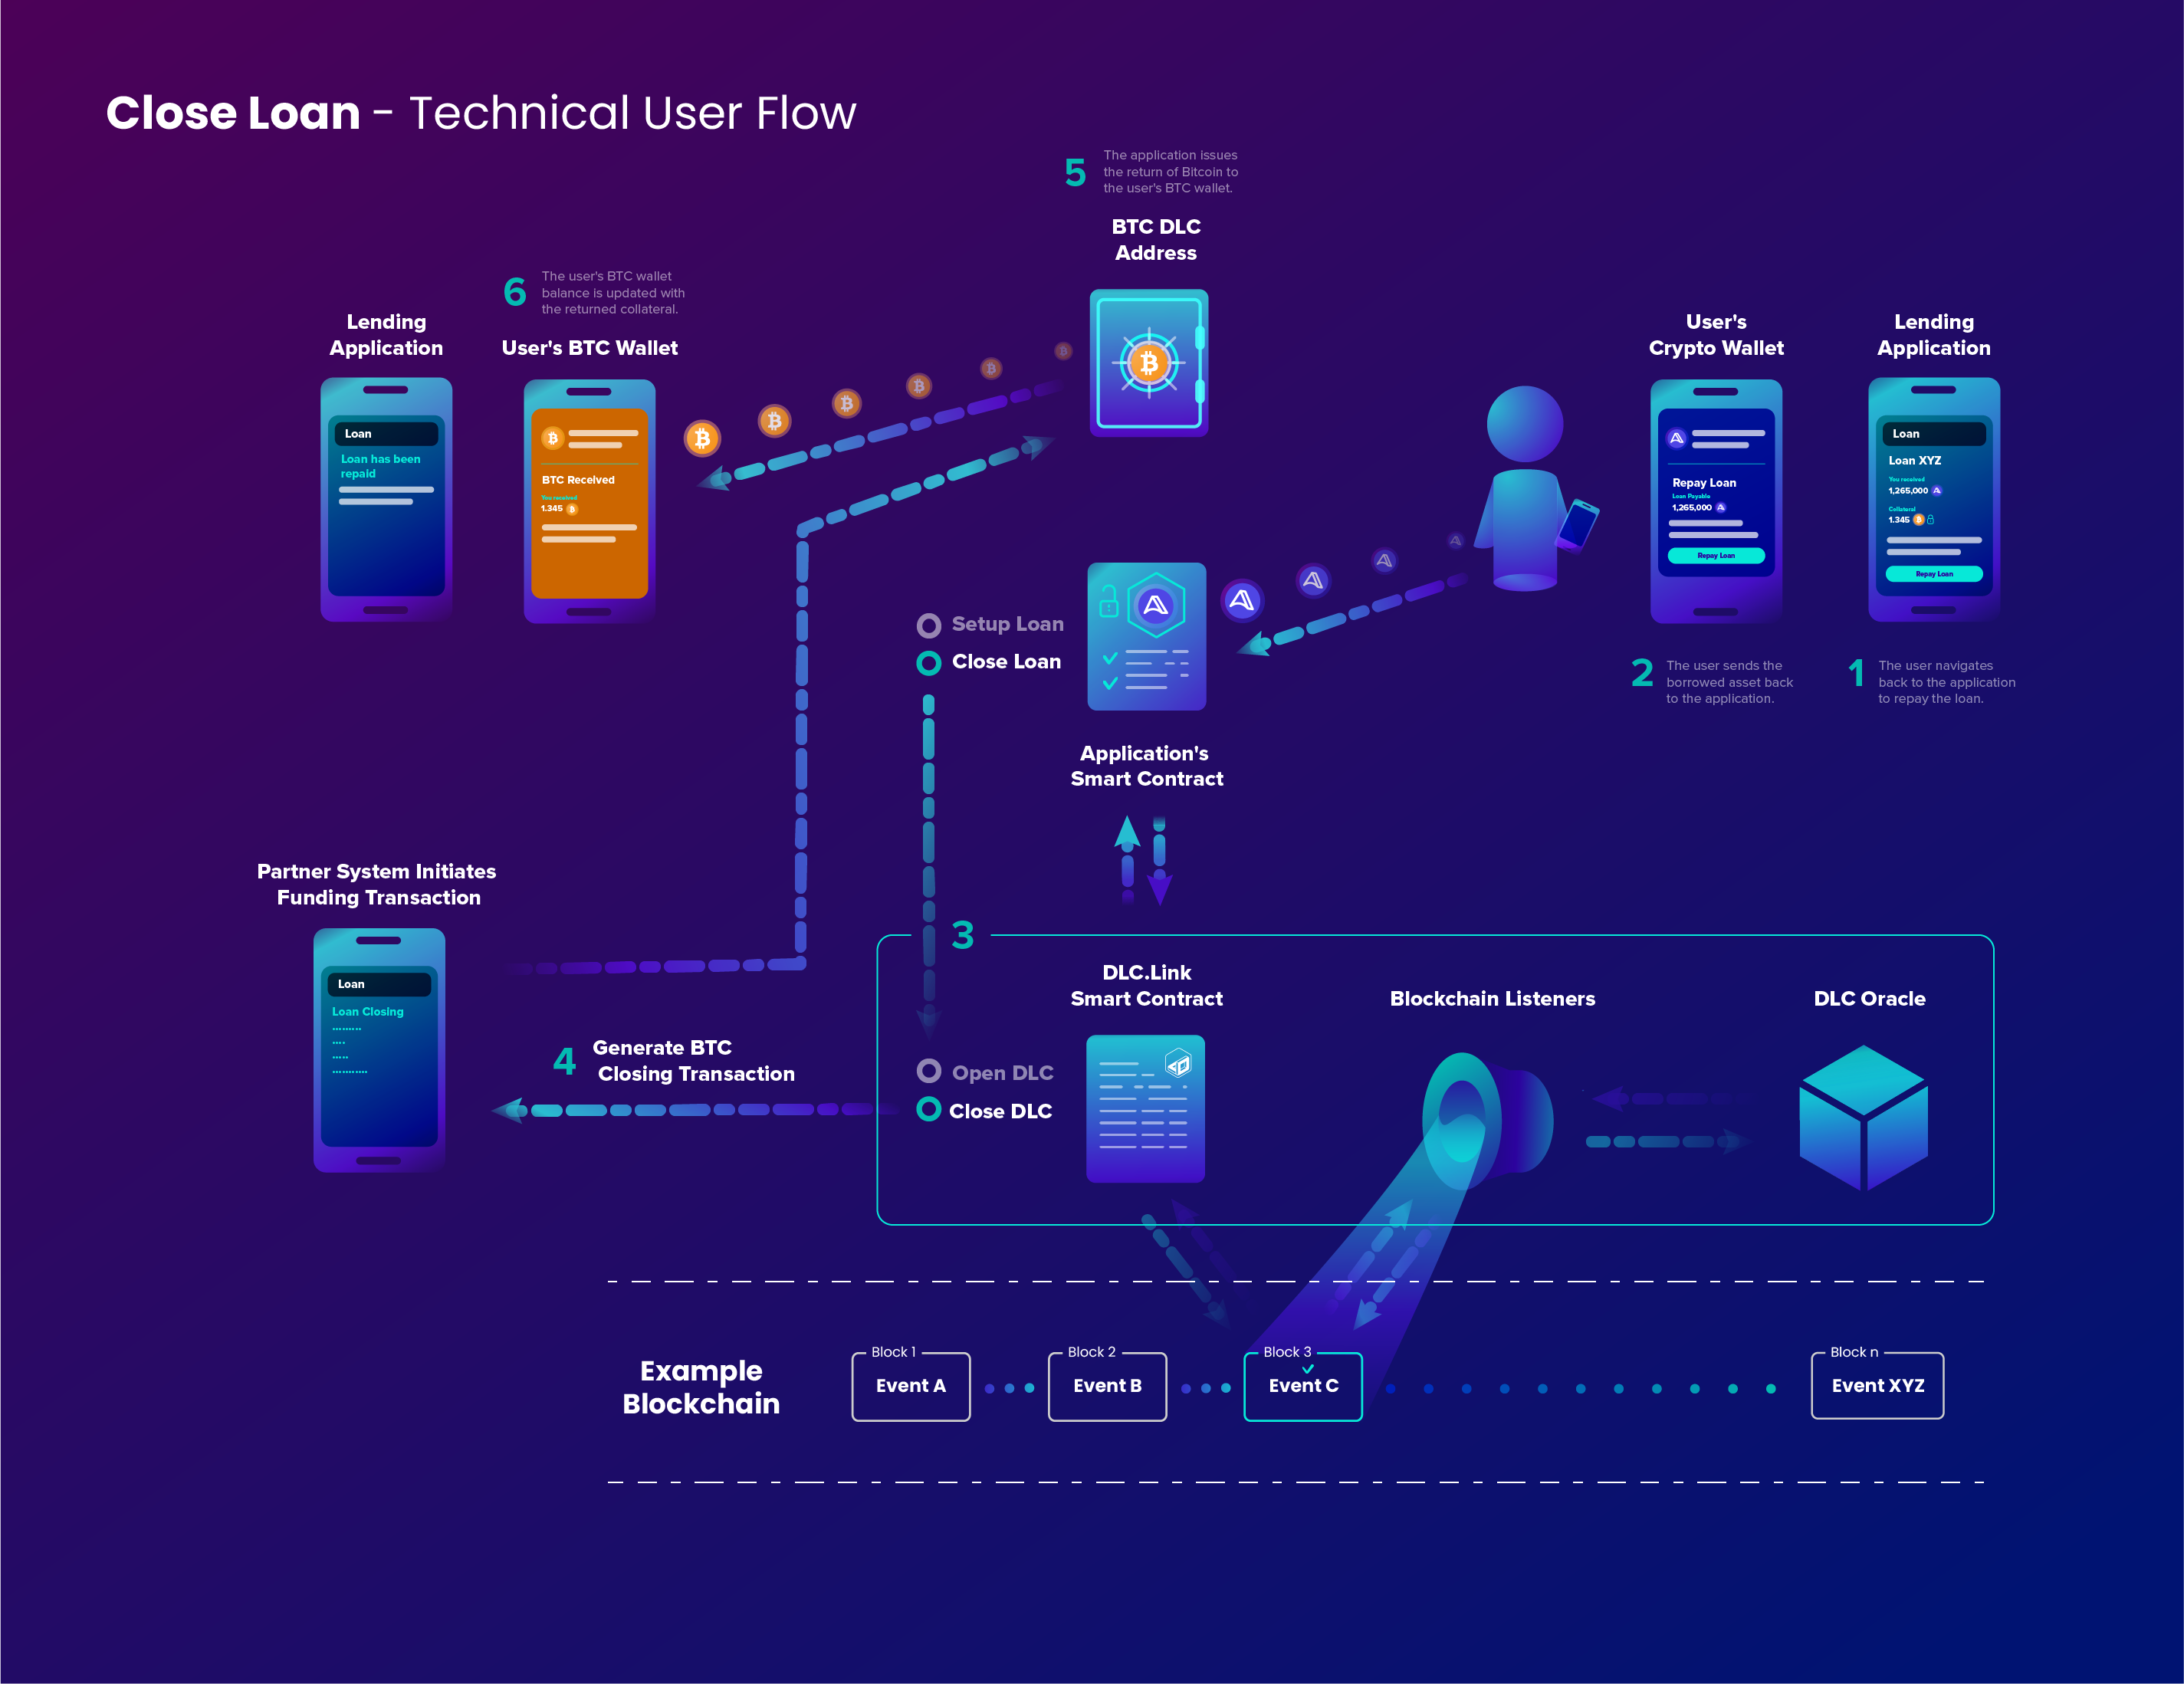 Close Loan - Technical User Flow
5
The application issues
the return of Bitcoin to
the user's BTC wallet.
BTC DLC
Address
6
The user's BTC wallet
balance is updated with
the returned collateral.
Lending
Application
User's BTC Wallet
User's
Crypto Wallet
Lending
Application
Loan
Loan has been
repaid
BTC Received
You received
1.345
Repay Loan
Loan Payable
1,265,000
Repay Loan
Loan
Loan XYZ
You received
1,265,000
Collateral
1.345
Repay Loan
Setup Loan
Close Loan
2
The user sends the
borrowed asset back
to the application.
1
The user navigates
back to the application
to repay the loan.
Application's
Smart Contract
Partner System Initiates
Funding Transaction
Loan
Loan Closing
3
DLC.Link
Smart Contract
Blockchain Listeners
DLC Oracle
4
Generate BTC
Closing Transaction
Open DLC
Close DLC
Example
Blockchain
Block 1
Event A
Block 2
Event B
Block 3
Event C
Block n
Event XYZ